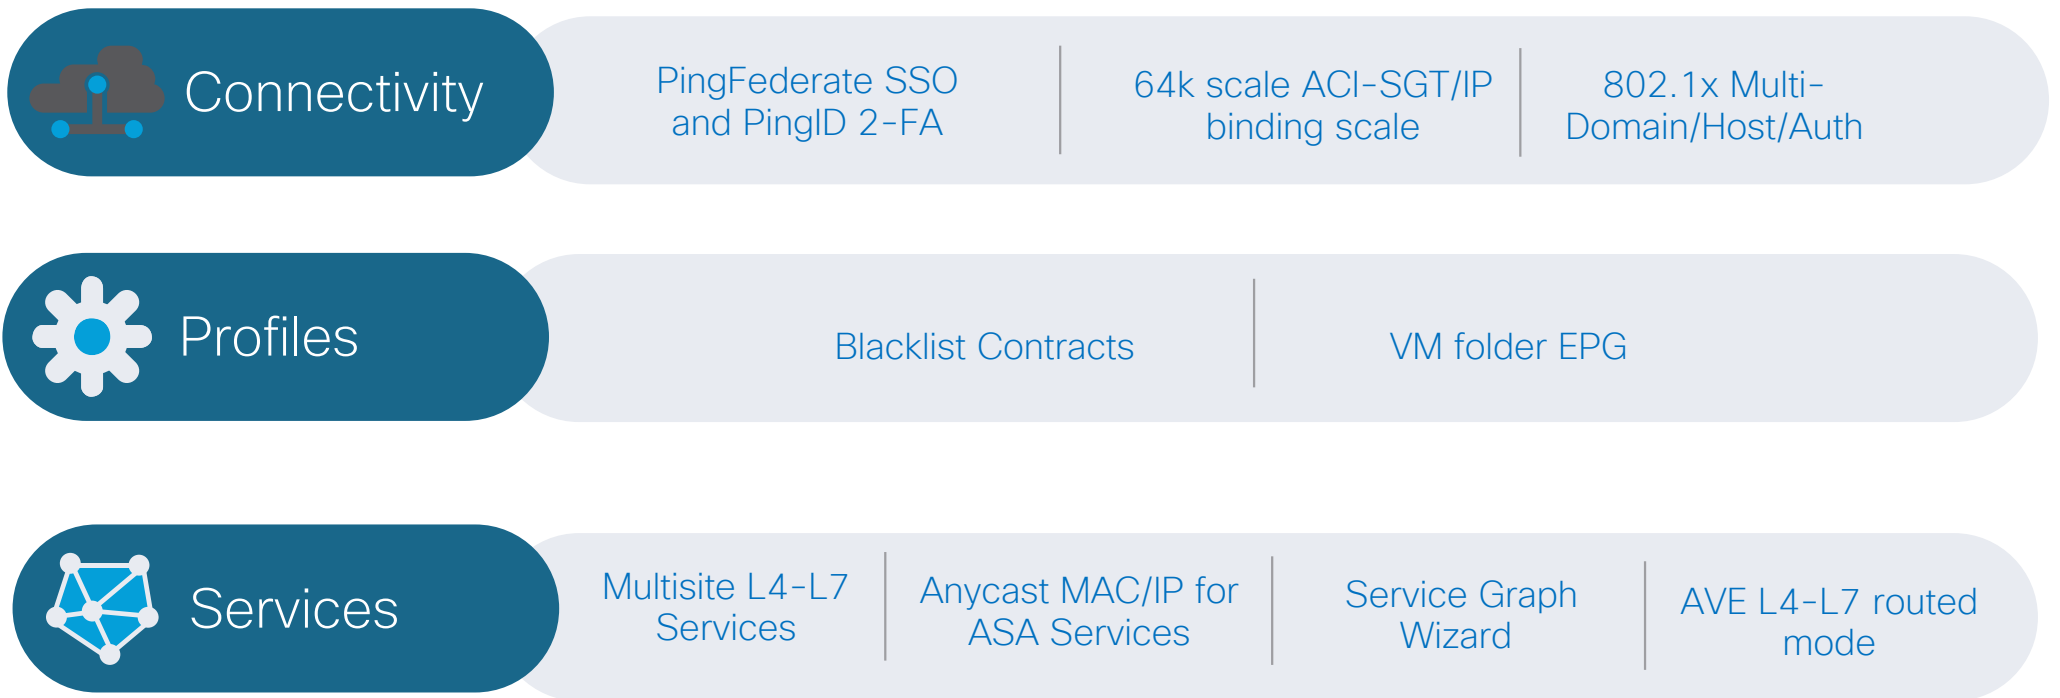 Connectivity
PingFederate SSO
and PingID 2-FA
64k scale ACI-SGT/IP
binding scale
802.1x Multi-
Domain/Host/Auth
Profiles
Blacklist Contracts
VM folder EPG
Services
Multisite L4-L7
Services
Anycast MAC/IP for
ASA Services
Service Graph
Wizard
AVE L4-L7 routed
mode